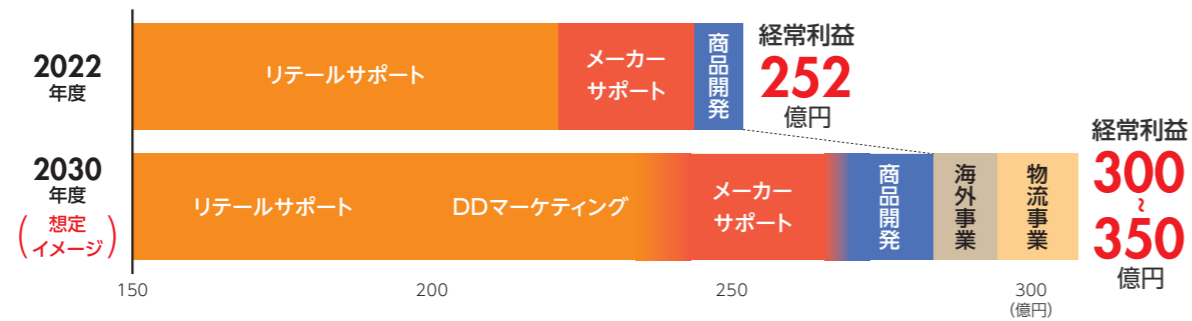 2022
年度
リテールサポート
メーカー
サポート
商品開発
経常利益
252
億円
2030
年度
(想定
イメージ)
リテールサポート
DDマーケティング
メーカー
サポート
商品開発
海外事業
物流事業
経常利益
300
~
350
億円
150
200
250
300
(億円)